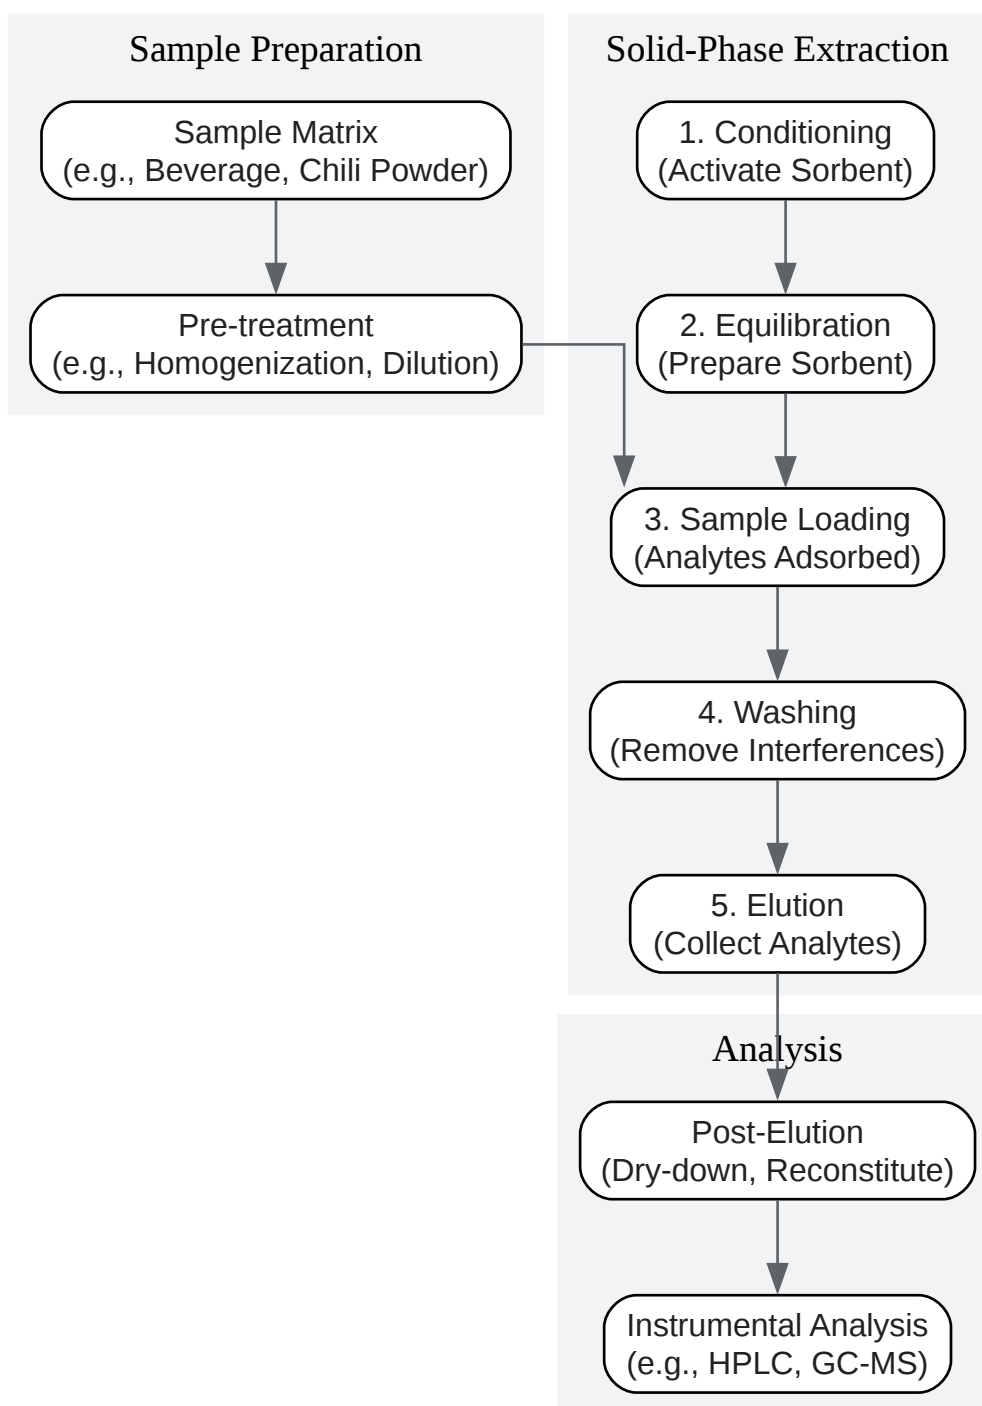 Sample Preparation
Sample Matrix
(e.g., Beverage, Chili Powder)
Pre-treatment
(e.g., Homogenization, Dilution)
Solid-Phase Extraction
1. Conditioning
(Activate Sorbent)
2. Equilibration
(Prepare Sorbent)
3. Sample Loading
(Analytes Adsorbed)
4. Washing
(Remove Interferences)
5. Elution
(Collect Analytes)
Analysis
Post-Elution
(Dry-down, Reconstitute)
Instrumental Analysis
(e.g., HPLC, GC-MS)